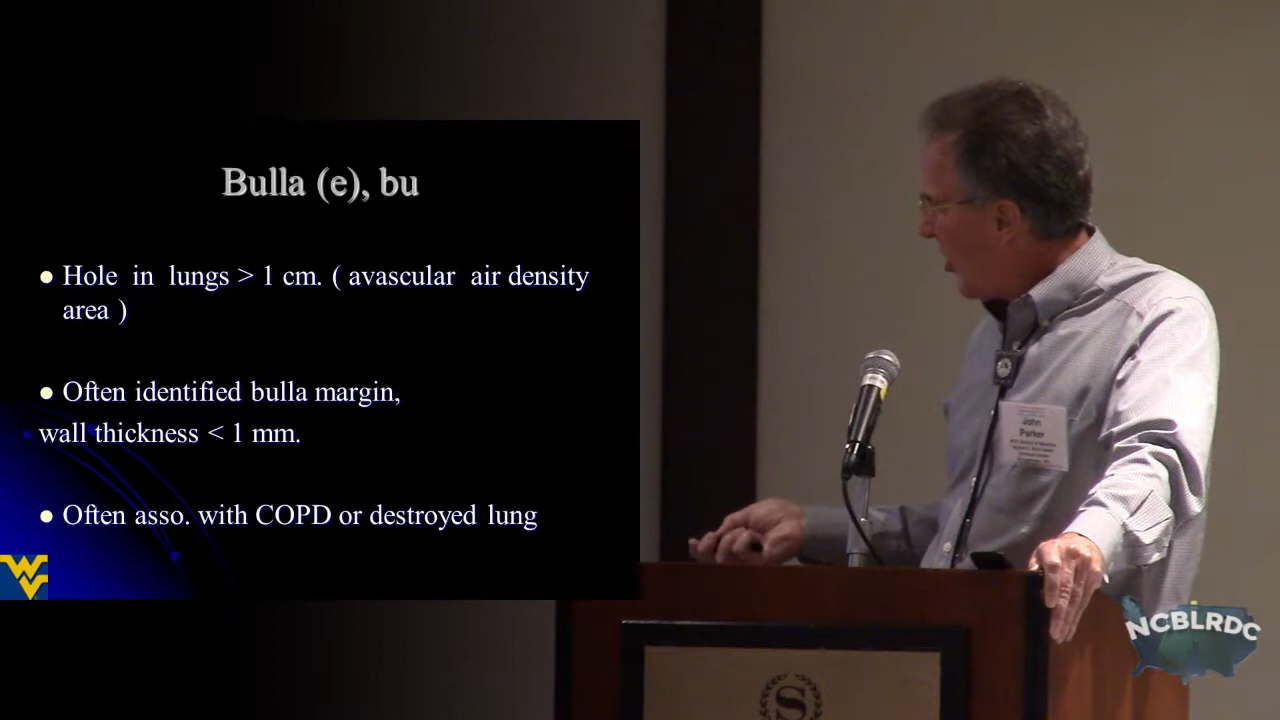 Bulla (e), bu
Hole in lungs > 1 cm. ( avascular air density
area )
Often identified bulla margin,
wall thickness < 1 mm.
Often asso. with COPD or destroyed lung
WV
John
Parker
S
NCBLRDC